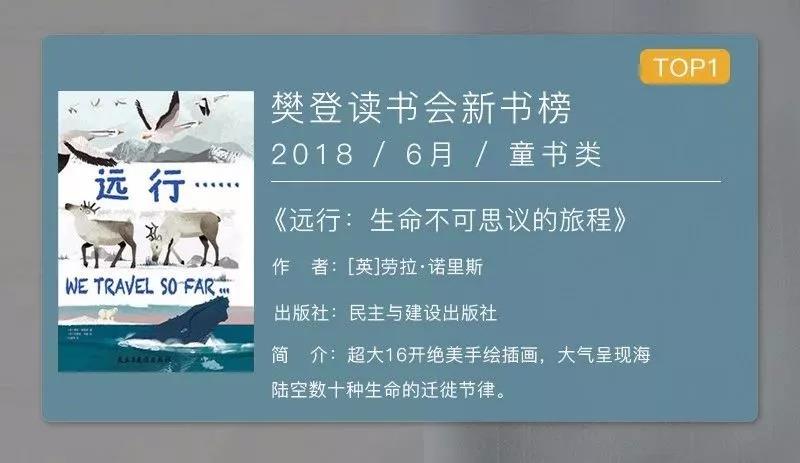 TOP1
樊登读书会新书榜
2018 / 6月 / 童书类
远行……
WE TRAVEL SO FAR...
《远行：生命不可思议的旅程》
作 者：[英]劳拉·诺里斯
出版社：民主与建设出版社
简 介：超大16开绝美手绘插画，大气呈现海
陆空数十种生命的迁徙节律。